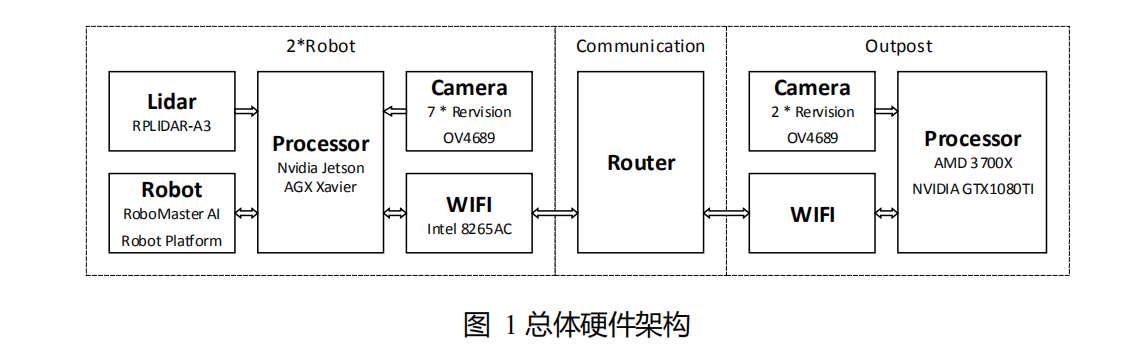 2*Robot
Lidar
RPLIDAR-A3
Robot
RoboMaster AI
Robot Platform
Processor
Nvidia Jetson
AGX Xavier
Camera
7 * Rervision
OV4689
WIFI
Intel 8265AC
Communication
Router
Outpost
Camera
2 * Rervision
OV4689
WIFI
Processor
AMD 3700X
NVIDIA GTX1080TI
图 1 总体硬件架构